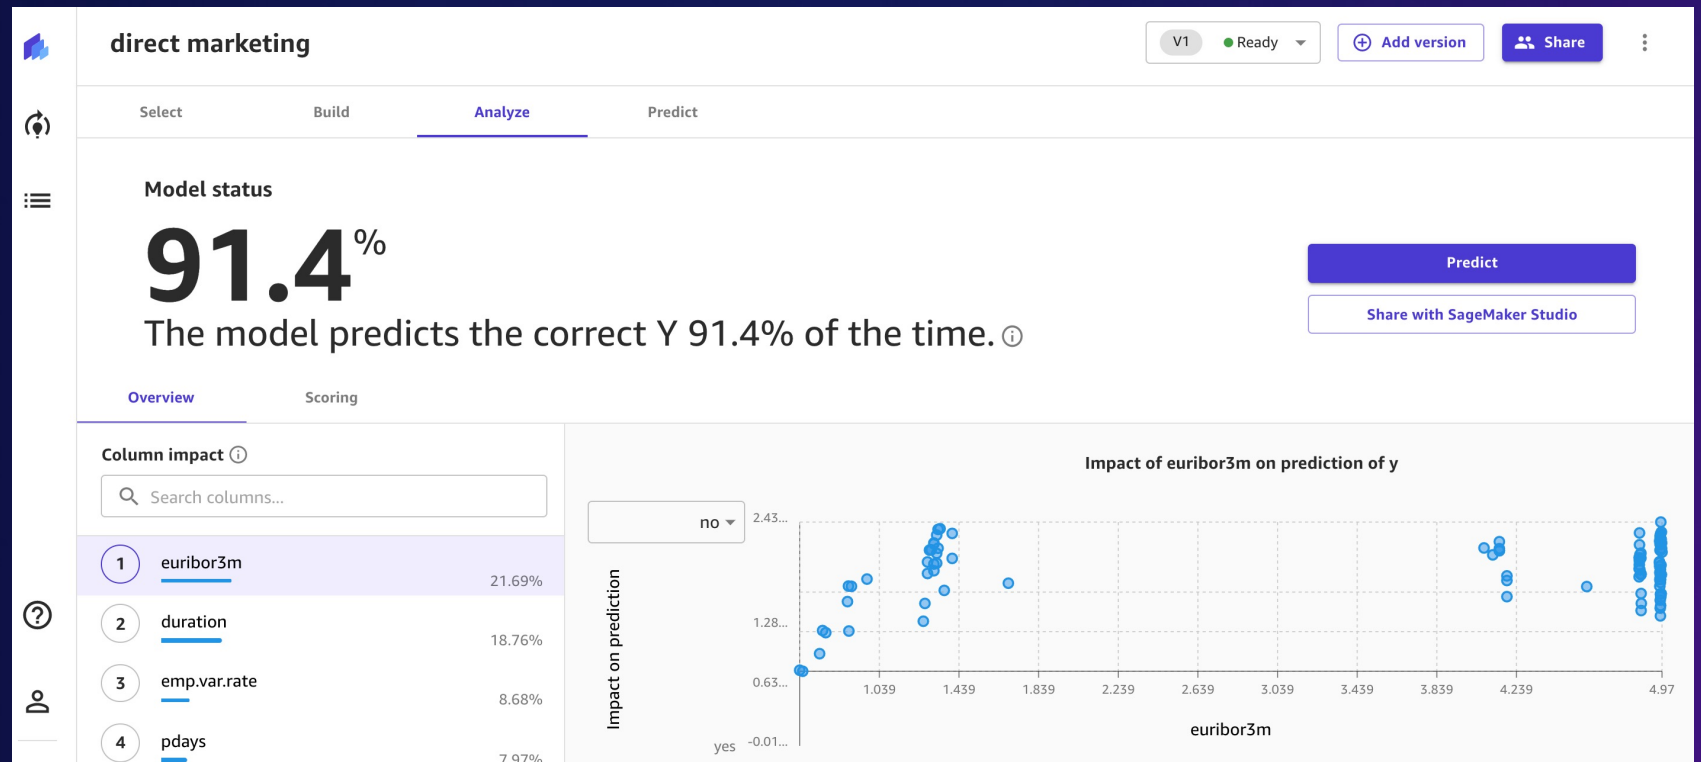 direct marketing
V1 Ready
Add version
Share
Select Build Analyze Predict
Model status
91.4%
The model predicts the correct Y 91.4% of the time.
Predict
Share with SageMaker Studio
Overview Scoring
Column impact
Search columns...
1 euribor3m 21.69%
2 duration 18.76%
3 emp.var.rate 8.68%
4 pdays 7.97%
Impact of euribor3m on prediction of y
no
Impact on prediction
yes
2.43...
1.28...
0.63...
-0.01...
1.039 1.439 1.839 2.239 2.639 3.039 3.439 3.839 4.239 4.97
euribor3m